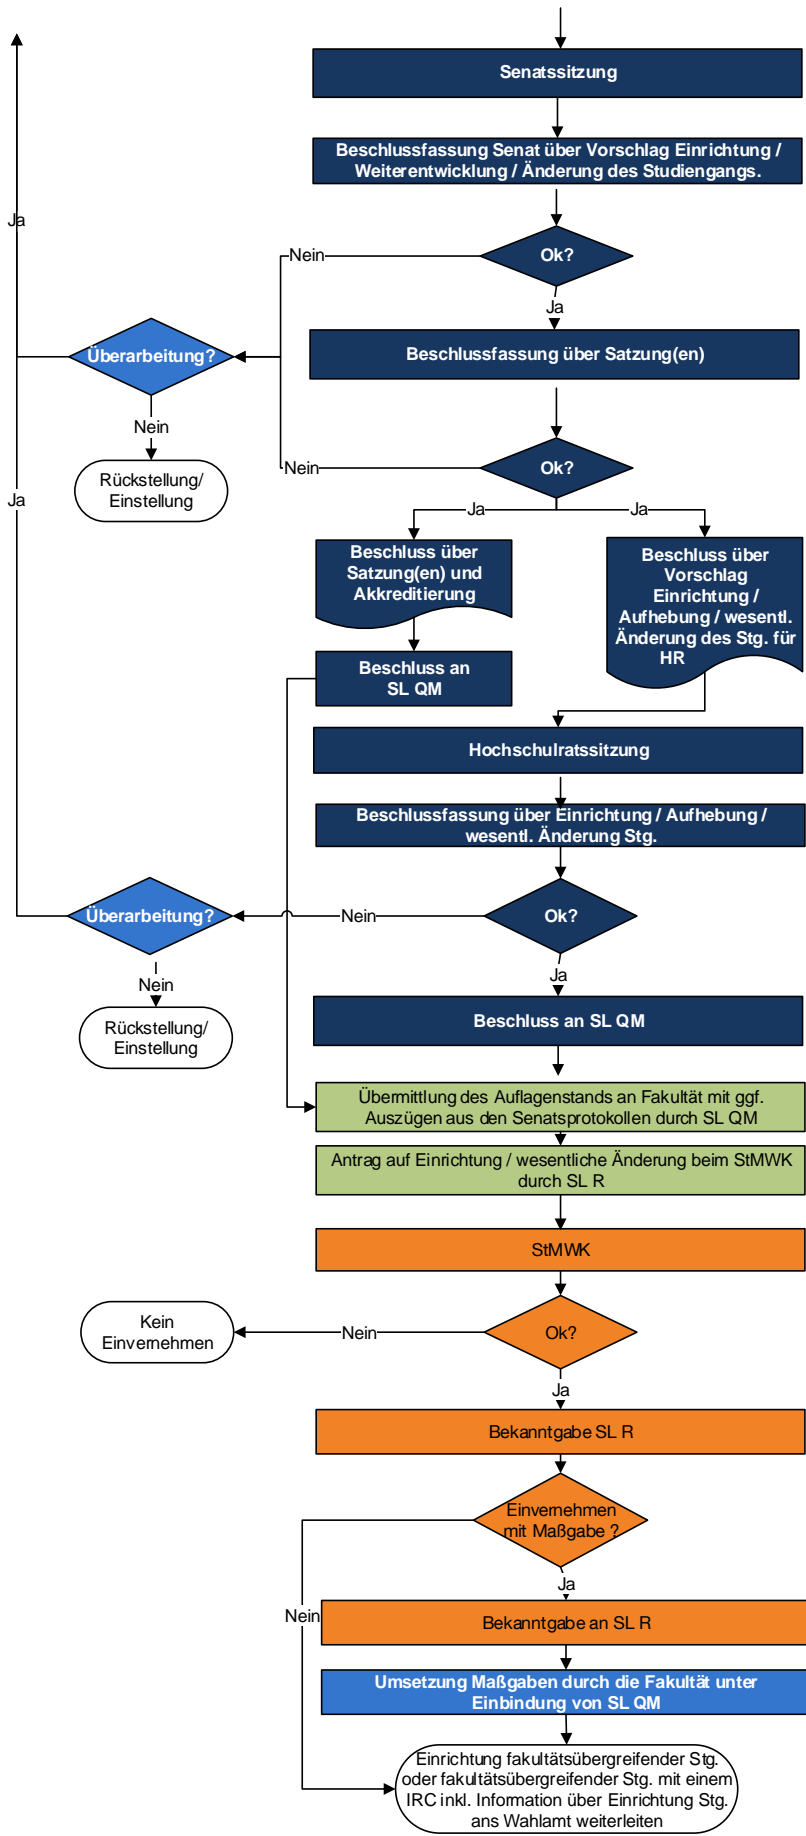 Senatssitzung
Beschlussfassung Senat über Vorschlag Einrichtung /
Weiterentwicklung / Änderung des Studiengangs.
Ja
Ok?
Nein
Ja
Überarbeitung?
Beschlussfassung über Satzung(en)
Nein
Rückstellung/
Einstellung
Nein
Ok?
Ja
Ja
Ja
Beschluss über
Satzung(en) und
Akkreditierung
Beschluss über
Vorschlag
Einrichtung /
Aufhebung / wesentl.
Änderung des Stg. für
HR
Beschluss an
SL QM
Hochschulratssitzung
Beschlussfassung über Einrichtung / Aufhebung /
wesentl. Änderung Stg.
Überarbeitung?
Nein
Ok?
Nein
Ja
Rückstellung/
Einstellung
Beschluss an SL QM
Übermittlung des Auflagenstands an Fakultät mit ggf.
Auszügen aus den Senatsprotokollen durch SL QM
Antrag auf Einrichtung / wesentliche Änderung beim StMWK
durch SL R
StMWK
Kein
Einvernehmen
Nein
Ok?
Ja
Bekanntgabe SL R
Einvernehmen
mit Maßgabe ?
Ja
Nein
Bekanntgabe an SL R
Umsetzung Maßgaben durch die Fakultät unter
Einbindung von SL QM
Einrichtung fakultätsübergreifender Stg.
oder fakultätsübergreifender Stg. mit einem
IRC inkl. Information über Einrichtung Stg.
ans Wahlamt weiterleiten